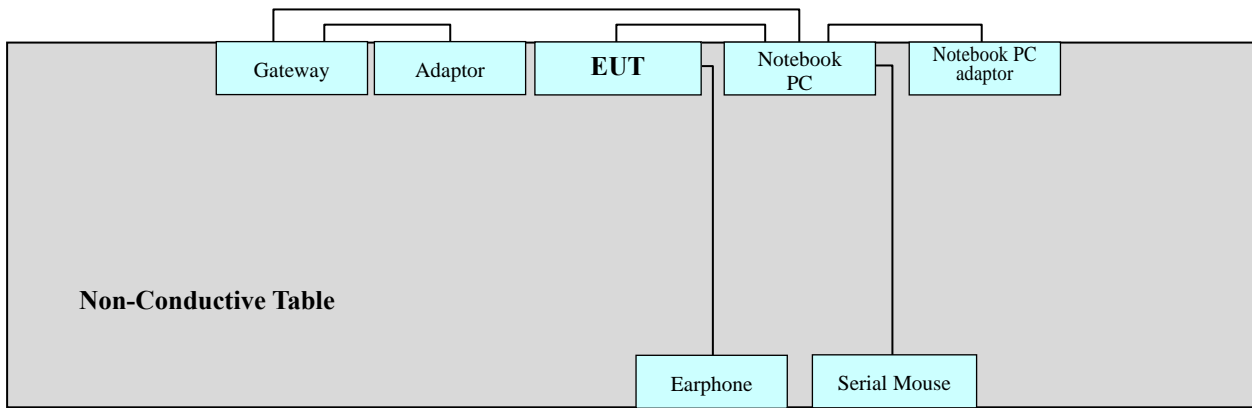 Gateway
Adaptor
EUT
Notebook
PC
Notebook PC
adaptor
Non-Conductive Table
Earphone
Serial Mouse